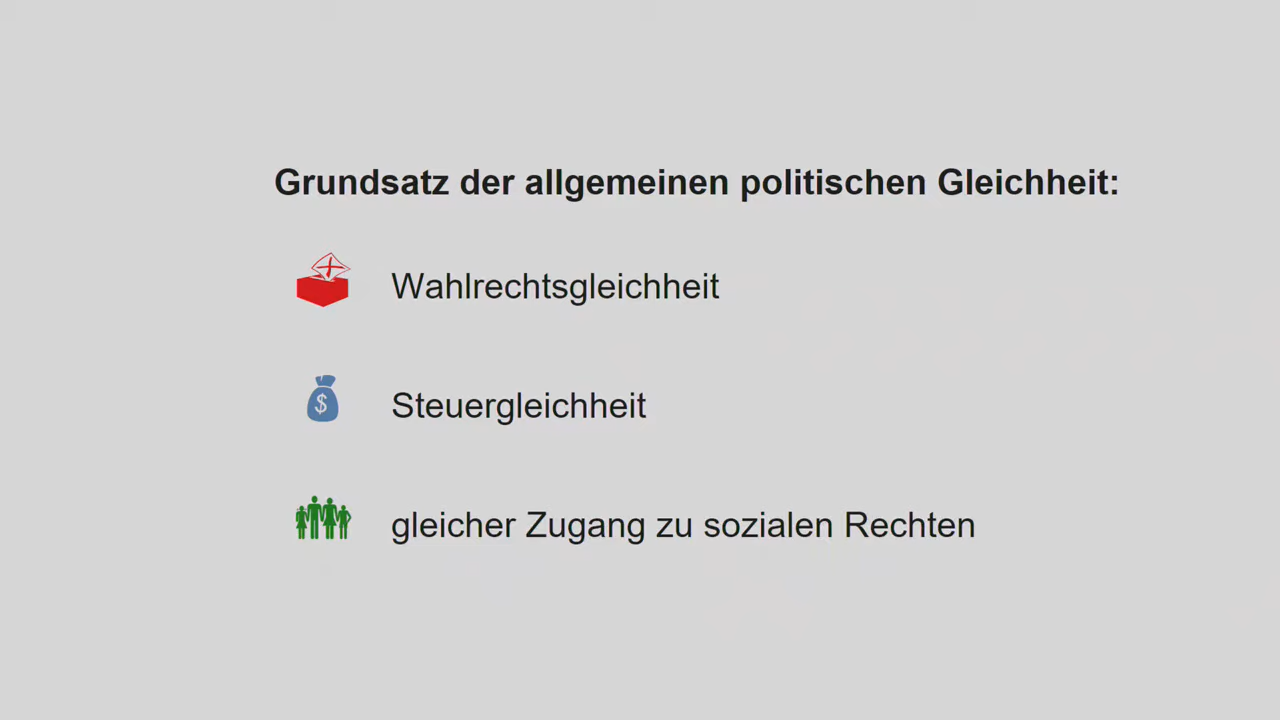 Grundsatz der allgemeinen politischen Gleichheit:
Wahlrechtsgleichheit
$ Steuergleichheit
gleicher Zugang zu sozialen Rechten